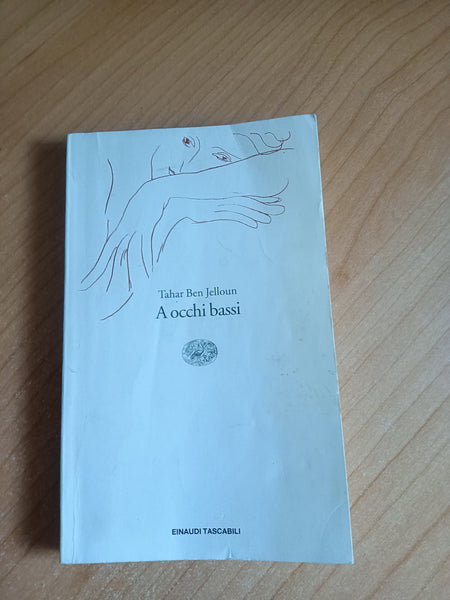 Tahar Ben Jelloun
A occhi bassi
EINAUDI TASCABILI